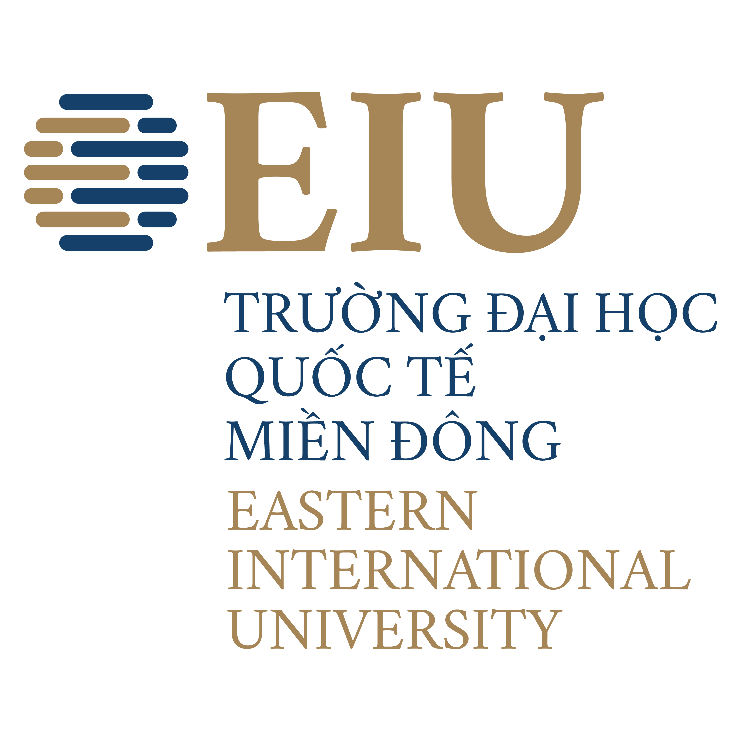 EIU
TRƯỜNG ĐẠI HỌC
QUỐC TẾ
MIỀN ĐÔNG
EASTERN
INTERNATIONAL
UNIVERSITY